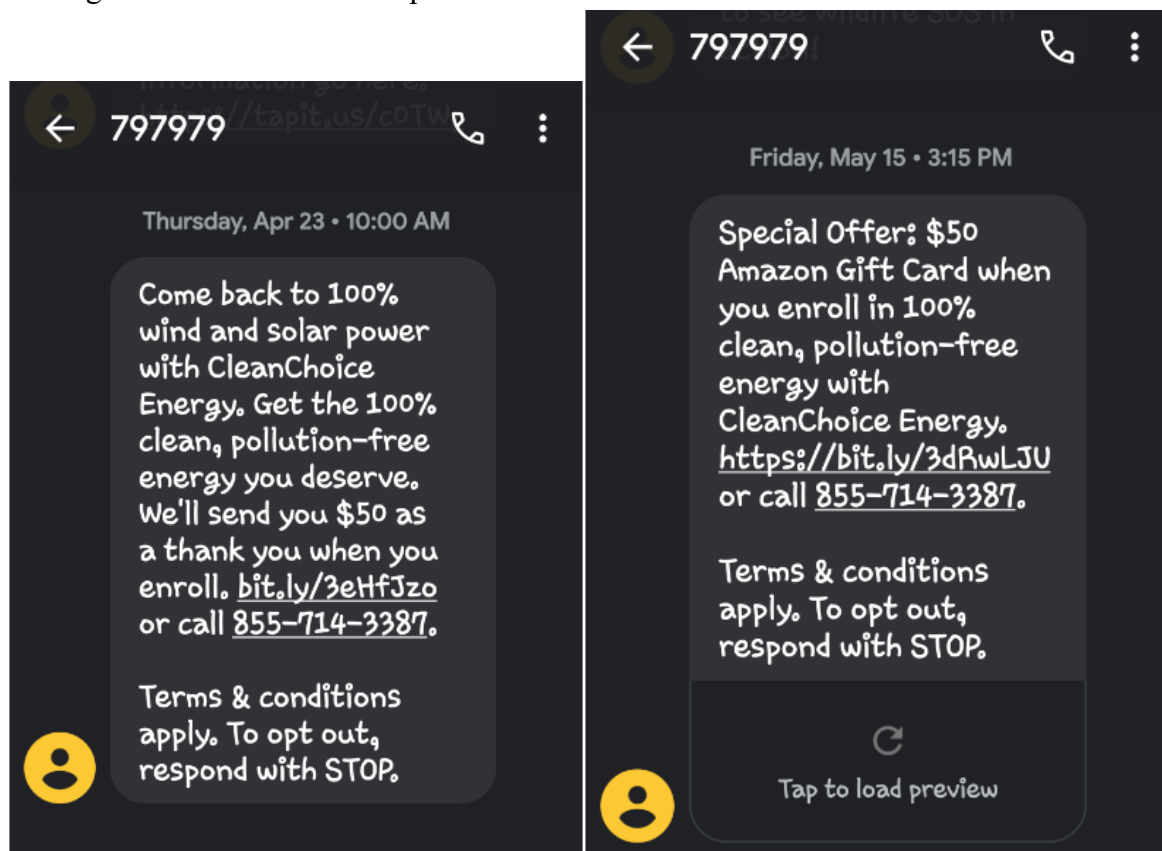 797979
Thursday, Apr 23 • 10:00 AM
Come back to 100%
wind and solar power
with CleanChoice
Energy. Get the 100%
clean, pollution-free
energy you deserve.
We'll send you $50 as
a thank you when you
enroll. bit.ly/3eHfJzo
or call 855-714-3387.
Terms & conditions
apply. To opt out,
respond with STOP.
797979
Friday, May 15 • 3:15 PM
Special Offer: $50
Amazon Gift Card when
you enroll in 100%
clean, pollution-free
energy with
CleanChoice Energy.
https://bit.ly/3dRwLJU
or call 855-714-3387.
Terms & conditions
apply. To opt out,
respond with STOP.
Tap to load preview